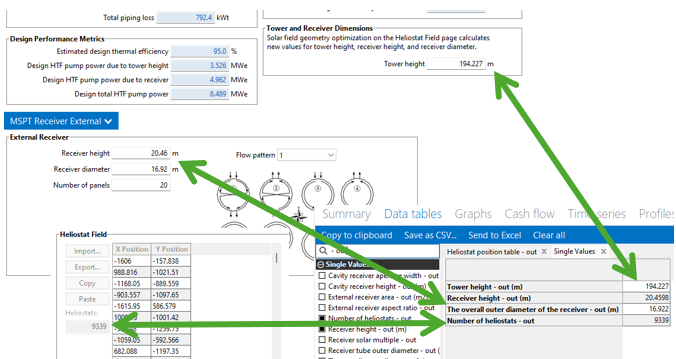 Total piping loss 792.4 kWt
Design Performance Metrics
Estimated design thermal efficiency 95.0 %
Design HTF pump power due to tower height 3.526 MWe
Design HTF pump power due to receiver 4.962 MWe
Design total HTF pump power 8.489 MWe
Tower and Receiver Dimensions
Solar field geometry optimization on the Heliostat Field page calculates
new values for tower height, receiver height, and receiver diameter.
Tower height 194.227 m
MSPT Receiver External
External Receiver
Receiver height 20.46 m
Receiver diameter 16.92 m
Number of panels 20
Flow pattern 1
Heliostat Field
Import...
Export...
Copy
Paste
Heliostats:
9339
X Position Y Position
-1606 -157.838
988.816 -1021.51
-1168.05 -889.559
-903.557 -1097.65
-1615.95 586.579
-1001.42
-1059.05 -592.566
682.088 -1197.35
Summary Data tables Graphs Cash flow Time series Profiles
Copy to clipboard Save as CSV... Send to Excel Clear all
Single Values
Cavity receiver aperture width - out
Cavity receiver height - out (m)
External receiver area - out
External receiver aspect ratio - out
Number of heliostats - out
Receiver height - out (m)
Receiver solar multiple - out
Receiver tube outer diameter - out (
Heliostat position table - out X Single Values X
Tower height - out (m) 194.227
Receiver height - out (m) 20.4598
The overall outer diameter of the receiver - out (m) 16.922
Number of heliostats - out 9339